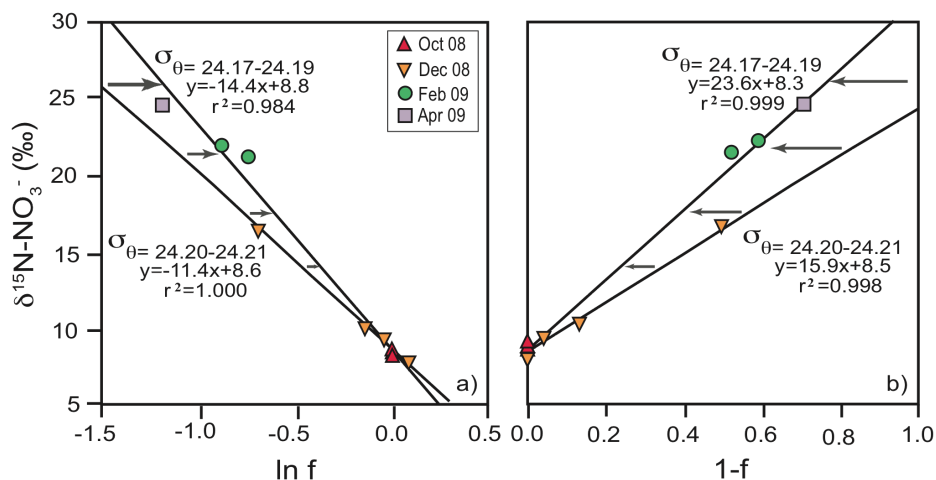 30
25
20
15
10
5
δ¹⁵N-NO₃⁻ (‰)
σθ= 24.17-24.19
y=-14.4x+8.8
r²=0.984
Oct 08
Dec 08
Feb 09
Apr 09
σθ= 24.20-24.21
y=-11.4x+8.6
r²=1.000
a)
-1.5 -1.0 -0.5 0.0 0.5
ln f
σθ= 24.17-24.19
y=23.6x+8.3
r²=0.999
σθ= 24.20-24.21
y=15.9x+8.5
r²=0.998
b)
0.0 0.2 0.4 0.6 0.8 1.0
1-f